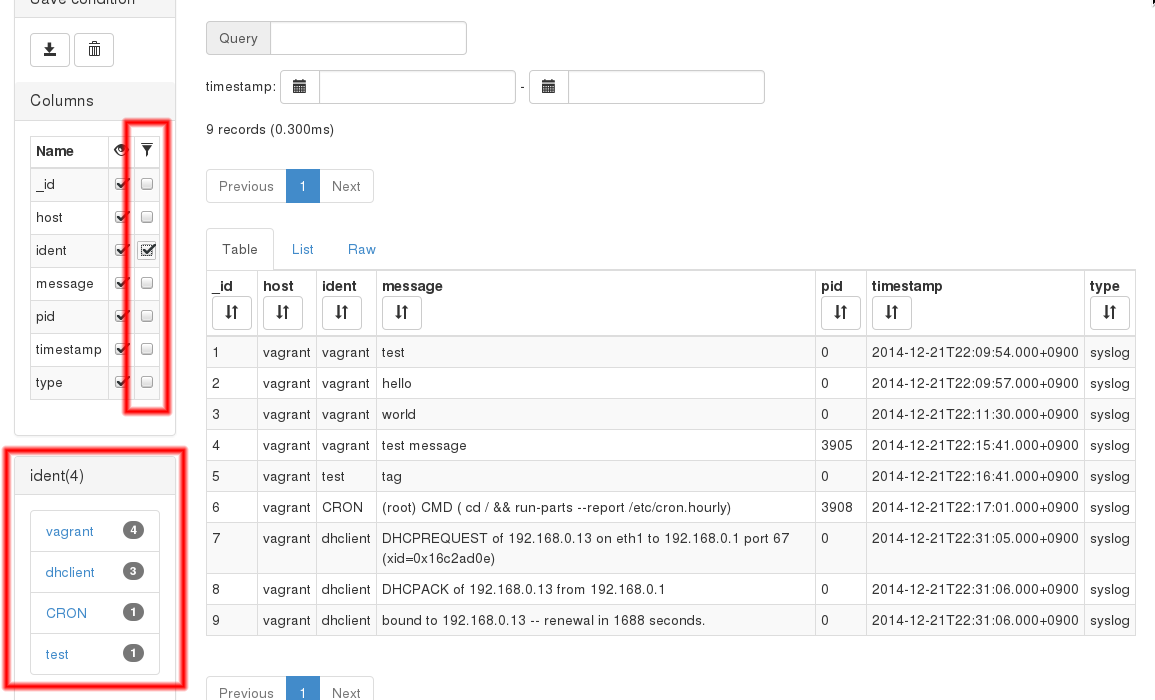 Save condition
Columns
Name
_id
host
ident
message
pid
timestamp
type
ident(4)
vagrant 4
dhclient 3
CRON 1
test 1
Query
timestamp: -
9 records (0.300ms)
Previous 1 Next
Table List Raw
_id host ident message pid timestamp type
1 vagrant vagrant test 0 2014-12-21T22:09:54.000+0900 syslog
2 vagrant vagrant hello 0 2014-12-21T22:09:57.000+0900 syslog
3 vagrant vagrant world 0 2014-12-21T22:11:30.000+0900 syslog
4 vagrant vagrant test message 3905 2014-12-21T22:15:41.000+0900 syslog
5 vagrant test tag 0 2014-12-21T22:16:41.000+0900 syslog
6 vagrant CRON (root) CMD ( cd / && run-parts --report /etc/cron.hourly) 3908 2014-12-21T22:17:01.000+0900 syslog
7 vagrant dhclient DHCPREQUEST of 192.168.0.13 on eth1 to 192.168.0.1 port 67 0 2014-12-21T22:31:05.000+0900 syslog
(xid=0x16c2ad0e)
8 vagrant dhclient DHCPACK of 192.168.0.13 from 192.168.0.1 0 2014-12-21T22:31:06.000+0900 syslog
9 vagrant dhclient bound to 192.168.0.13 -- renewal in 1688 seconds. 0 2014-12-21T22:31:06.000+0900 syslog
Previous 1 Next